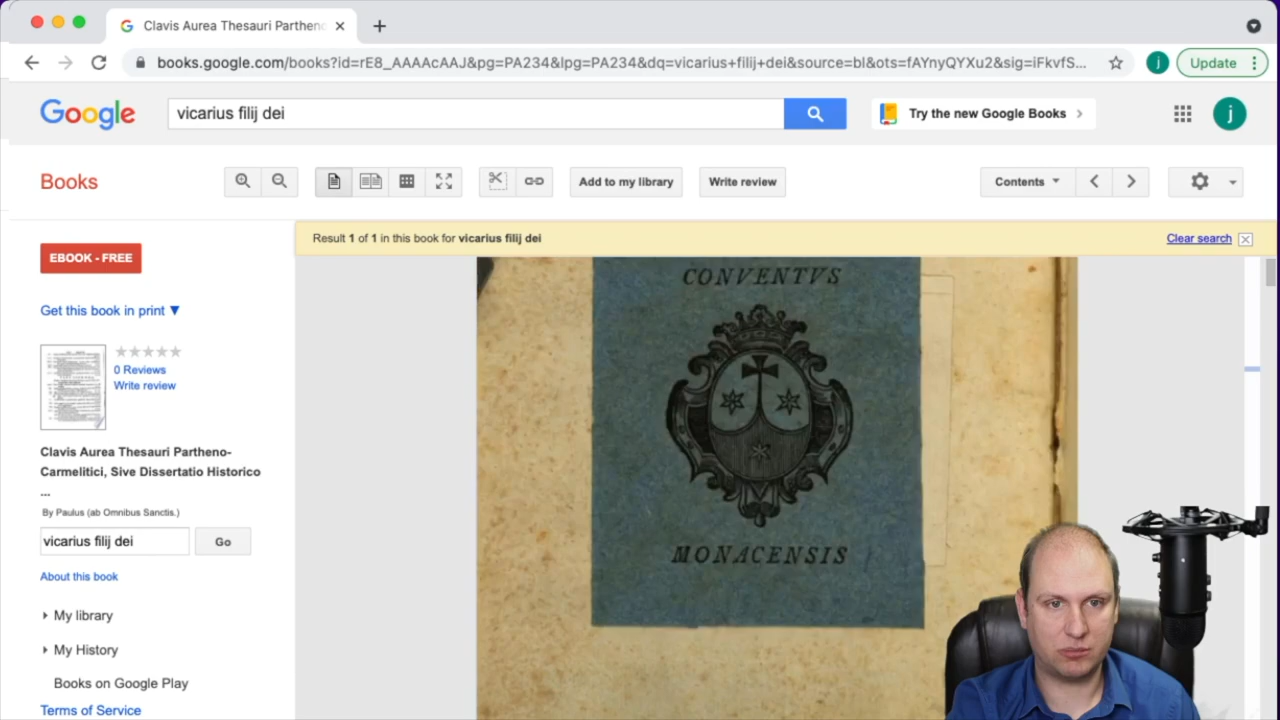 Clavis Aurea Thesauri Partheno
books.google.com/books?id=rE8_AAAAcAAJ&pg=PA234&lpg=PA234&dq=vicarius+filij+dei&source=bl&ots=fAYnyQYXu2&sig=iFkvfS...
j
Update
Google
vicarius filij dei
Try the new Google Books
j
Books
Add to my library
Write review
Contents
Result 1 of 1 in this book for vicarius filij dei
Clear search
EBOOK - FREE
Get this book in print ▼
0 Reviews
Write review
Clavis Aurea Thesauri Partheno-
Carmelitici, Sive Dissertatio Historico
...
By Paulus (ab Omnibus Sanctis.)
vicarius filij dei
Go
About this book
My library
My History
Books on Google Play
Terms of Service
CONVENTVS
MONACENSIS